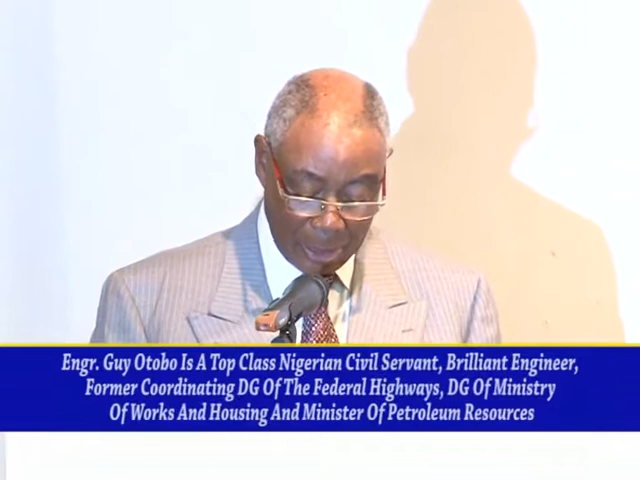 Engr. Guy Otobo Is A Top Class Nigerian Civil Servant, Brilliant Engineer,
Former Coordinating DG Of The Federal Highways, DG Of Ministry
Of Works And Housing And Minister Of Petroleum Resources